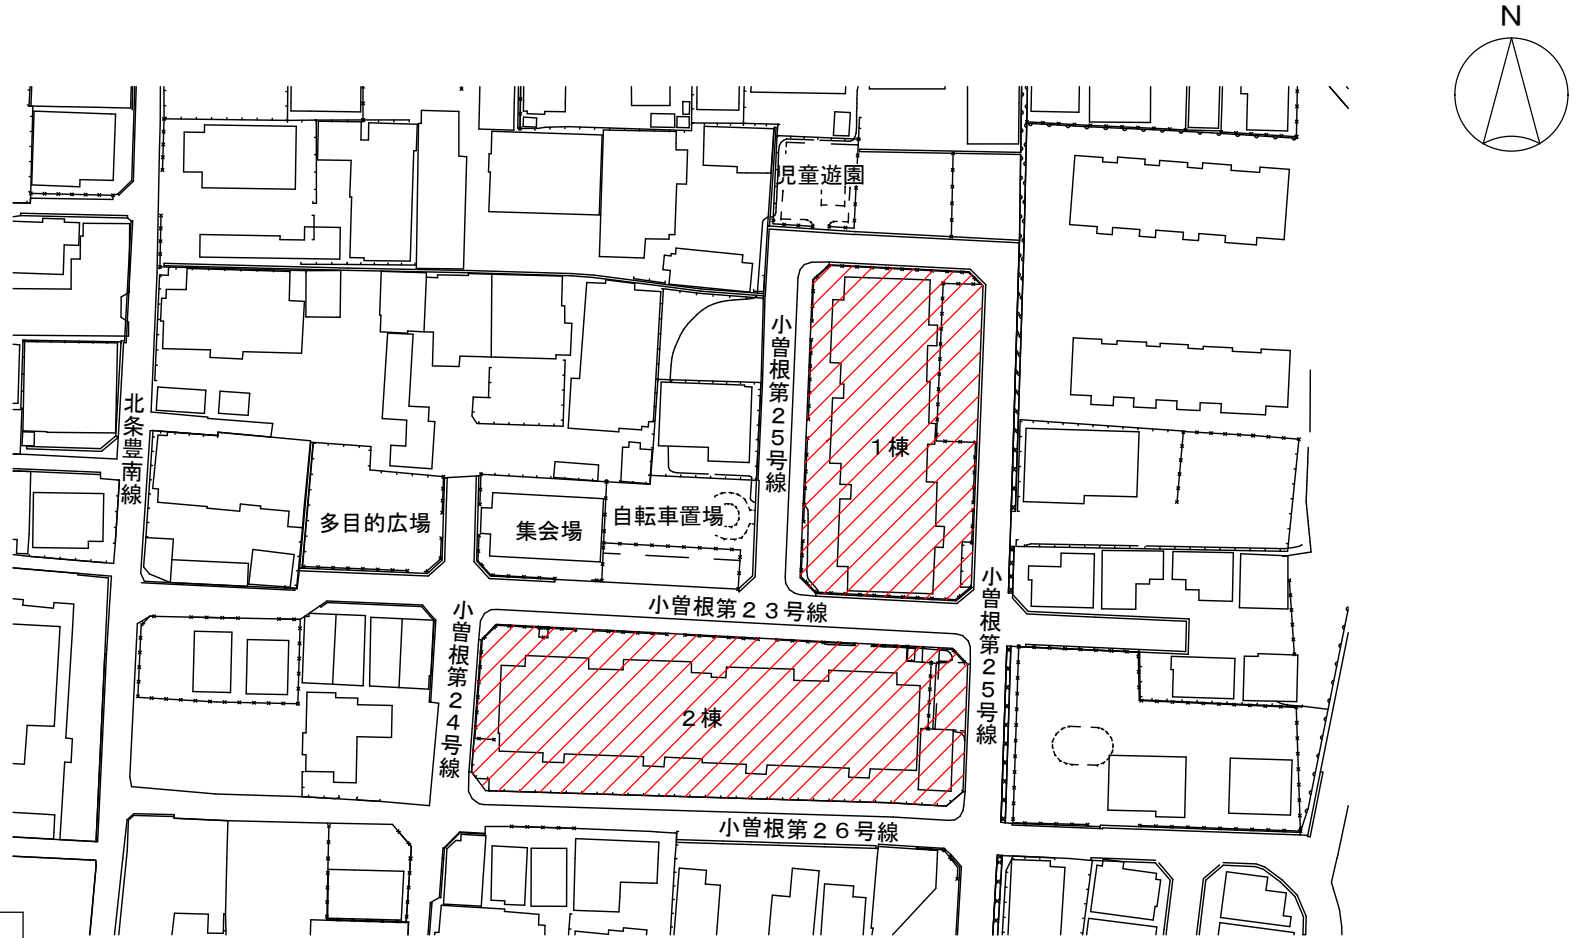 N
児童遊園
小曽根第25号線
北条豊南線
1棟
多目的広場
集会場
自転車置場
小曽根第23号線
小曽根第24号線
小曽根第25号線
2棟
小曽根第26号線